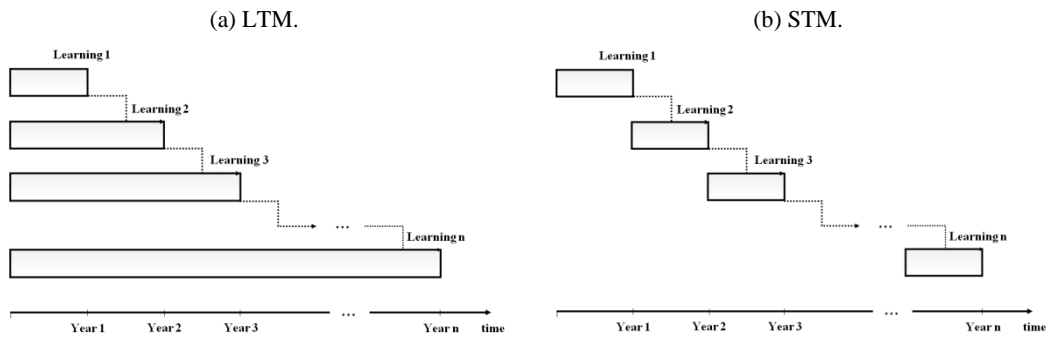 (a) LTM.
Learning 1
Learning 2
Learning 3
...
Learning n
...
Year 1 Year 2 Year 3 Year n time
(b) STM.
Learning 1
Learning 2
Learning 3
...
Learning n
...
Year 1 Year 2 Year 3 Year n time